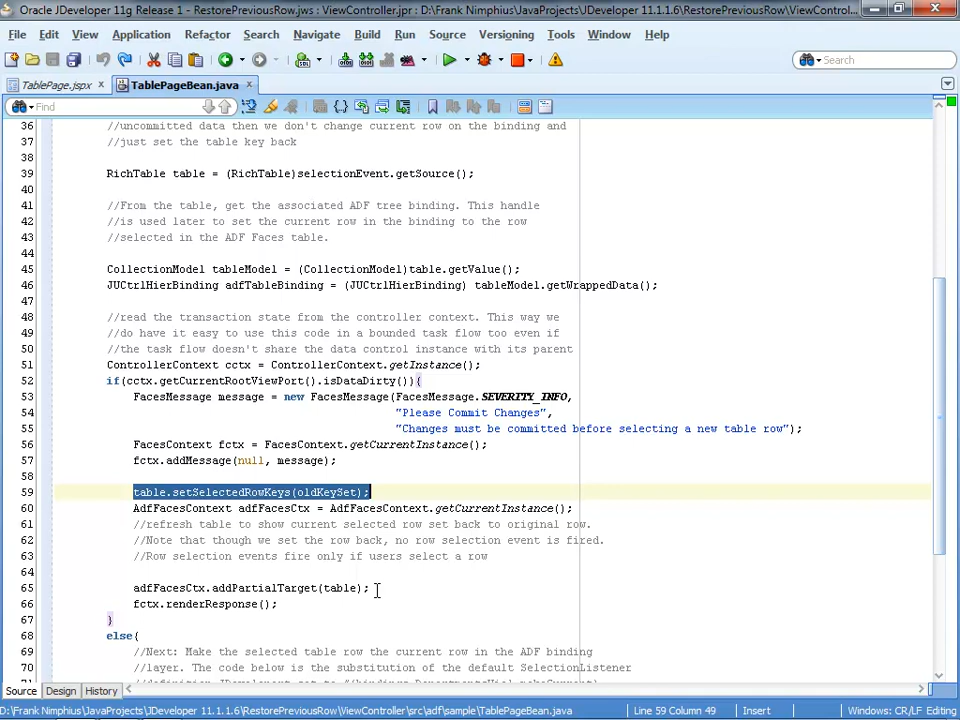 Oracle JDeveloper 11g Release 1 - RestorePreviousRow.jws : ViewController.jpr : D:\Frank Nimphius\JavaProjects\JDeveloper 11.1.1.6\RestorePreviousRow\ViewControl...
File Edit View Application Refactor Search Navigate Build Run Source Versioning Tools Window Help
Search
TablePage.jspx TablePageBean.java
Find
36 //uncommitted data then we don't change current row on the binding and
37 //just set the table key back
38
39 RichTable table = (RichTable)selectionEvent.getSource();
40
41 //From the table, get the associated ADF tree binding. This handle
42 //is used later to set the current row in the binding to the row
43 //selected in the ADF Faces table.
44
45 CollectionModel tableModel = (CollectionModel)table.getValue();
46 JUCtrlHierBinding adfTableBinding = (JUCtrlHierBinding) tableModel.getWrappedData();
47
48 //read the transaction state from the controller context. This way we
49 //do have it easy to use this code in a bounded task flow too even if
50 //the task flow doesn't share the data control instance with its parent
51 ControllerContext cctx = ControllerContext.getInstance();
52 if(cctx.getCurrentRootViewPort().isDataDirty()){
53 FacesMessage message = new FacesMessage(FacesMessage.SEVERITY_INFO,
54 "Please Commit Changes",
55 "Changes must be committed before selecting a new table row");
56 FacesContext fctx = FacesContext.getCurrentInstance();
57 fctx.addMessage(null, message);
58
59 table.setSelectedRowKeys(oldKeySet);
60 AdfFacesContext adfFacesCtx = AdfFacesContext.getCurrentInstance();
61 //refresh table to show current selected row set back to original row.
62 //Note that though we set the row back, no row selection event is fired.
63 //Row selection events fire only if users select a row
64
65 adfFacesCtx.addPartialTarget(table);
66 fctx.renderResponse();
67 }
68 else{
69 //Next: Make the selected table row the current row in the ADF binding
70 //layer. The code below is the substitution of the default SelectionListener
Source Design History
D:\Frank Nimphius\JavaProjects\JDeveloper 11.1.1.6\RestorePreviousRow\ViewController\src\adf\sample\TablePageBean.java Line 59 Column 49 Insert Windows: CR/LF Editing